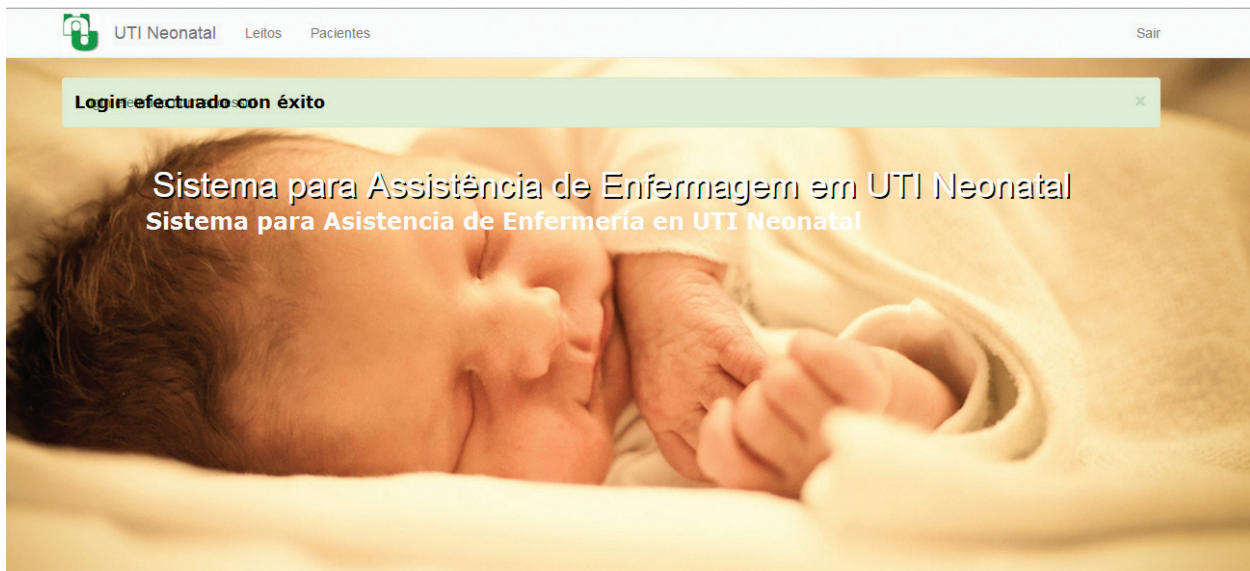 UTI Neonatal Leitos Pacientes Sair
Login efectuado con éxito ×
Sistema para Assistência de Enfermagem em UTI Neonatal
Sistema para Asistencia de Enfermería en UTI Neonatal